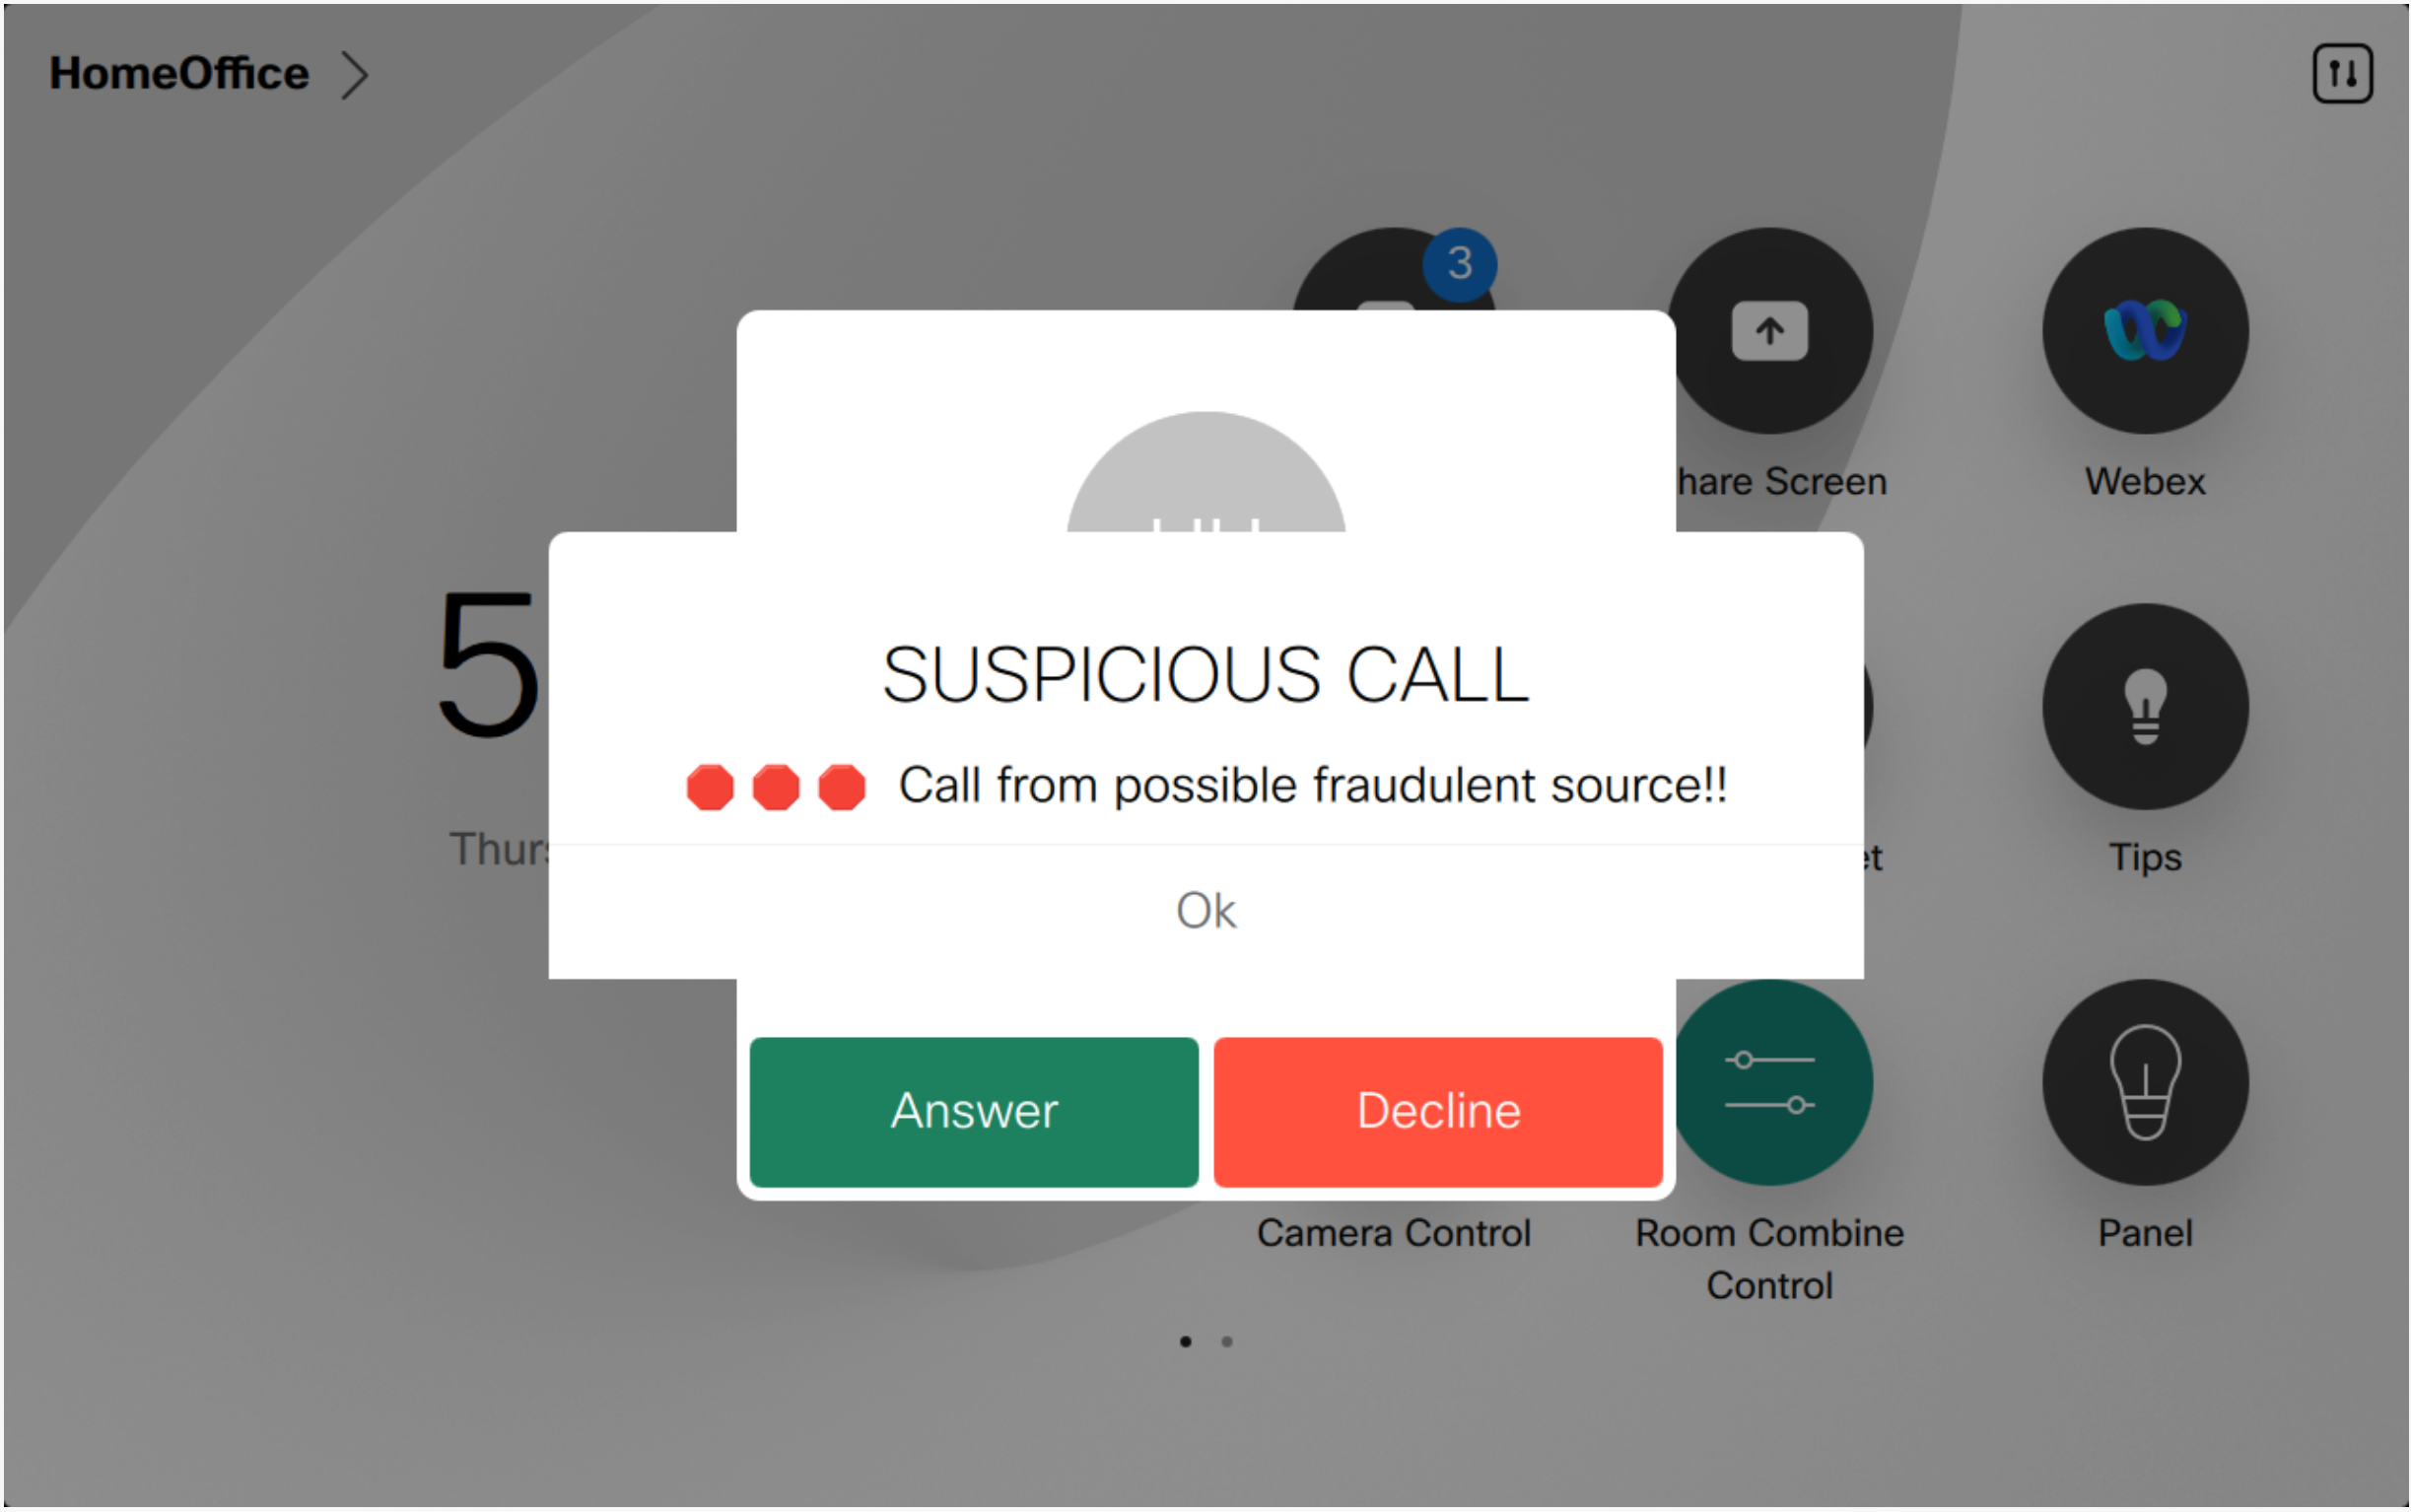 HomeOffice
3
hare Screen
Webex
5
SUSPICIOUS CALL
Call from possible fraudulent source!!
Thurs
et
Tips
Ok
Answer
Decline
Camera Control
Room Combine
Control
Panel